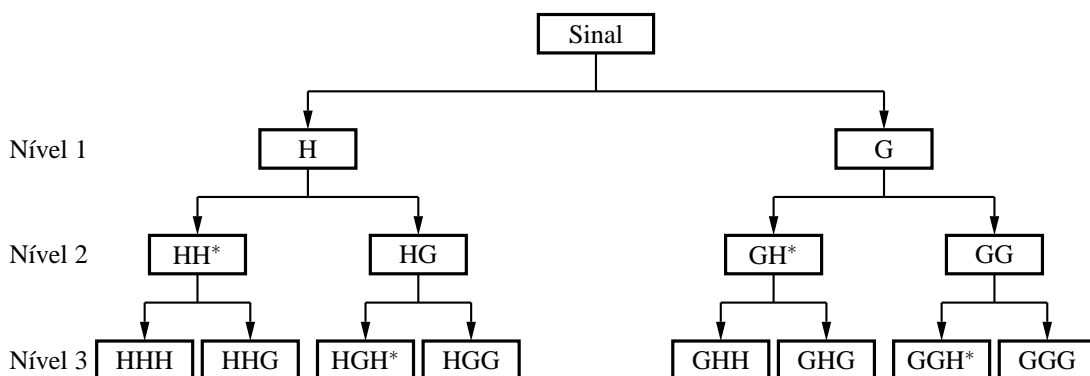 Sinal
Nível 1 H G
Nível 2 HH* HG GH* GG
Nível 3 HHH HHG HGH* HGG GHH GHG GGH* GGG